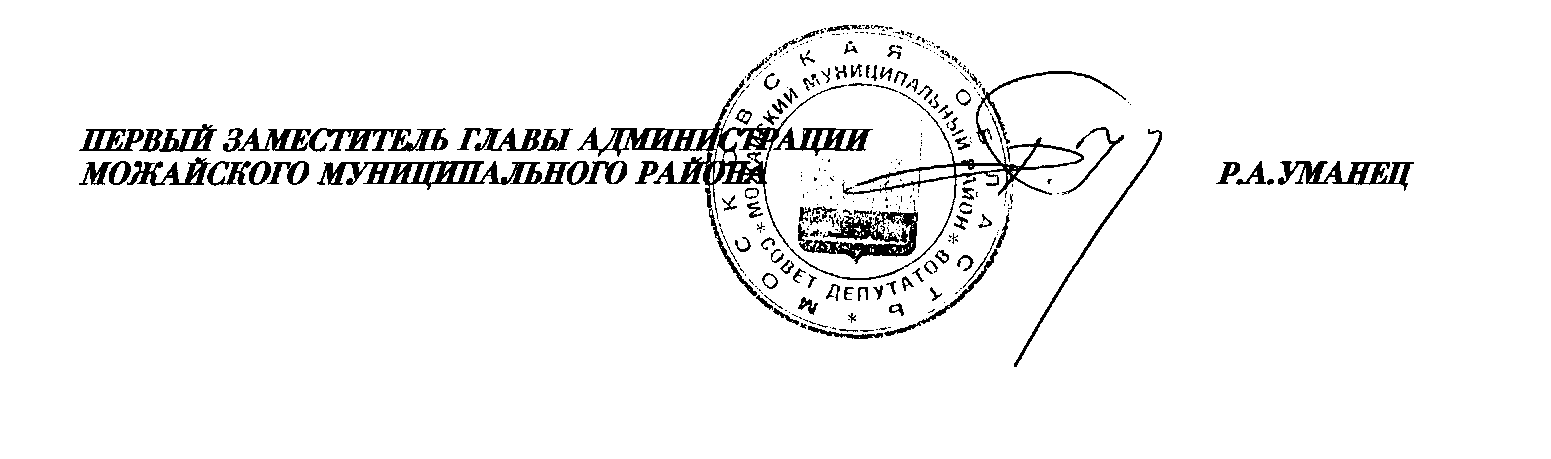 ПЕРВЫЙ ЗАМЕСТИТЕЛЬ ГЛАВЫ АДМИНИСТРАЦИИ
МОЖАЙСКОГО МУНИЦИПАЛЬНОГО РАЙОНА
Р.А.УМАНЕЦ
МОСКОВСКАЯ ОБЛАСТЬ *
МОЖАЙСКИЙ МУНИЦИПАЛЬНЫЙ РАЙОН *
СОВЕТ ДЕПУТАТОВ *